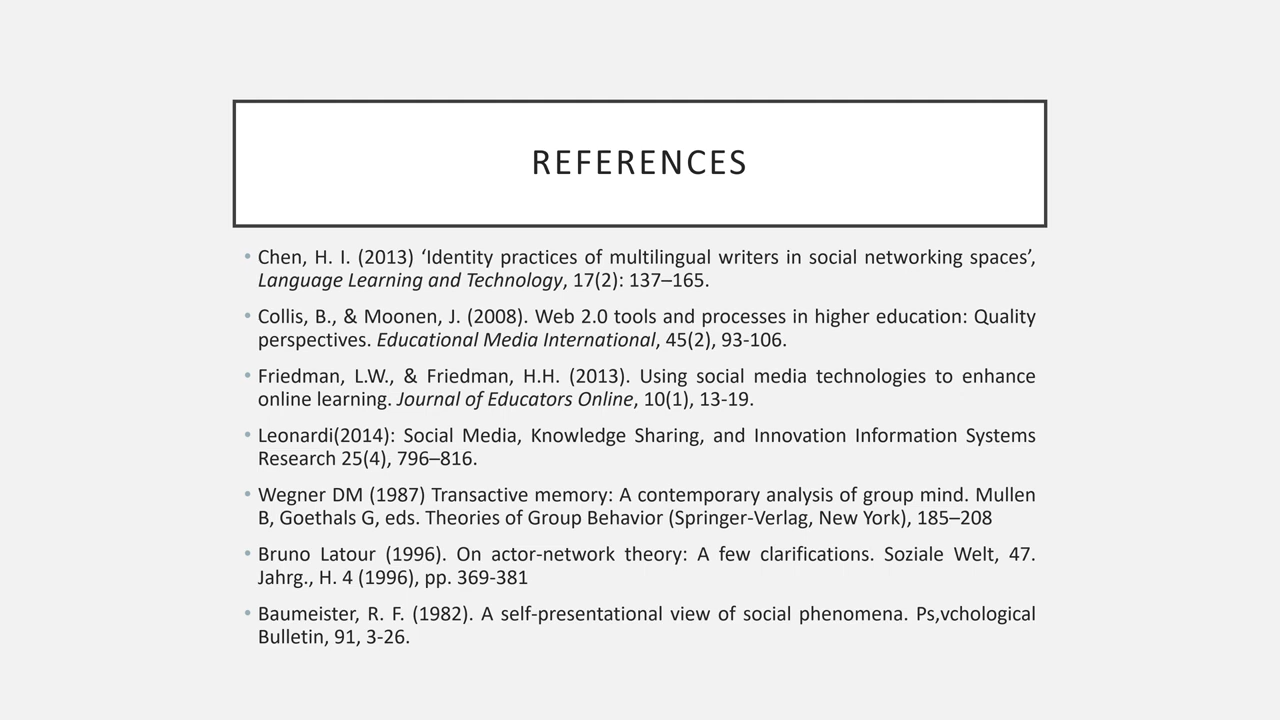 REFERENCES
• Chen, H. I. (2013) ‘Identity practices of multilingual writers in social networking spaces’,
Language Learning and Technology, 17(2): 137–165.
• Collis, B., & Moonen, J. (2008). Web 2.0 tools and processes in higher education: Quality
perspectives. Educational Media International, 45(2), 93-106.
• Friedman, L.W., & Friedman, H.H. (2013). Using social media technologies to enhance
online learning. Journal of Educators Online, 10(1), 13-19.
• Leonardi(2014): Social Media, Knowledge Sharing, and Innovation Information Systems
Research 25(4), 796–816.
• Wegner DM (1987) Transactive memory: A contemporary analysis of group mind. Mullen
B, Goethals G, eds. Theories of Group Behavior (Springer-Verlag, New York), 185–208
• Bruno Latour (1996). On actor-network theory: A few clarifications. Soziale Welt, 47.
Jahrg., H. 4 (1996), pp. 369-381
• Baumeister, R. F. (1982). A self-presentational view of social phenomena. Ps,vchological
Bulletin, 91, 3-26.